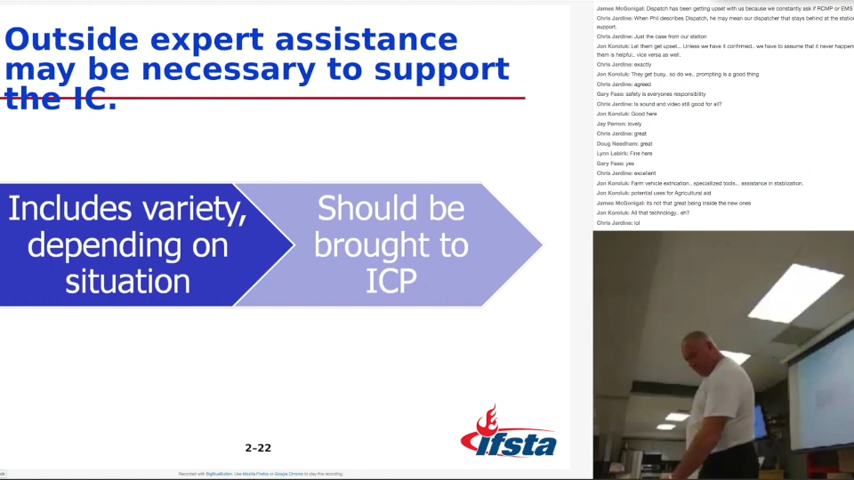 Outside expert assistance
may be necessary to support
the IC.
Includes variety,
depending on
situation
Should be
brought to
ICP
ifsta
2–22
Recorded with BigBlueButton. Use Mozilla Firefox or Google Chrome to play this recording.
James McGonigal: Dispatch has been getting upset with us because we constantly ask if RCMP or EMS
Chris Jardine: When Phil describes Dispatch, he may mean our dispatcher that stays behind at the station
support.
Chris Jardine: Just the case from our station
Jon Konsluk: Let them get upset... Unless we have it confirmed.. we have to assume that it never happene
them is helpful.. vice versa as well.
Chris Jardine: exactly
Jon Konsluk: They get busy.. so do we.. prompting is a good thing
Chris Jardine: agreed
Gary Faas: safety is everyones responsibility
Chris Jardine: Is sound and video still good for all?
Jon Konsluk: Good here
Jay Perron: lovely
Chris Jardine: great
Doug Needham: great
Lynn Lebirk: Fine here
Gary Faas: yes
Chris Jardine: excellent
Jon Konsluk: Farm vehicle extrication.. specialized tools... assistance in stablization.
Jon Konsluk: potential uses for Agricultural aid
James McGonigal: its not that great being inside the new ones
Jon Konsluk: All that technology.. eh?
Chris Jardine: lol